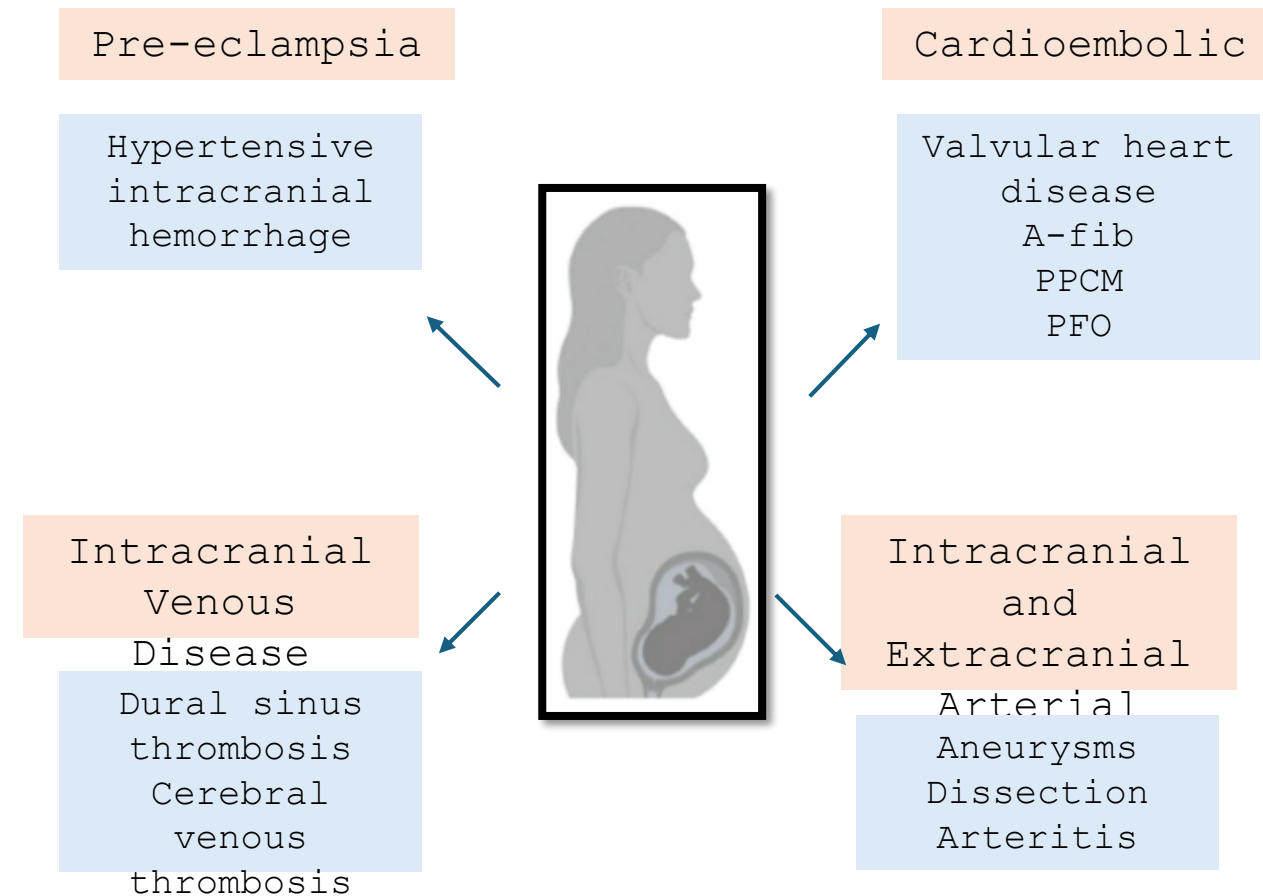 Pre-eclampsia
Hypertensive
intracranial
hemorrhage
Cardioembolic
Valvular heart
disease
A-fib
PPCM
PFO
Intracranial
Venous
Disease
Dural sinus
thrombosis
Cerebral
venous
thrombosis
Intracranial
and
Extracranial
Arterial
Aneurysms
Dissection
Arteritis